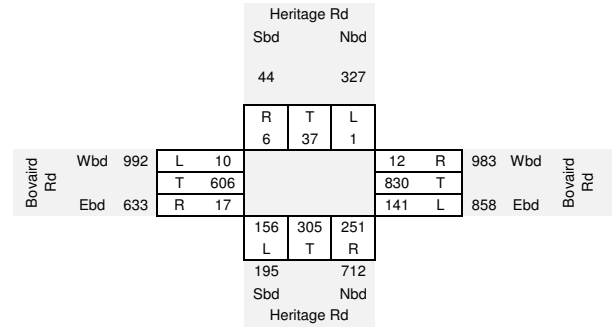 Heritage Rd
Sbd Nbd
44 327
R T L
6 37 1
Bovaird Rd Wbd 992 L 10 12 R 983 Wbd Bovaird Rd
T 606 830 T
Ebd 633 R 17 141 L 858 Ebd
156 305 251
L T R
195 712
Sbd Nbd
Heritage Rd